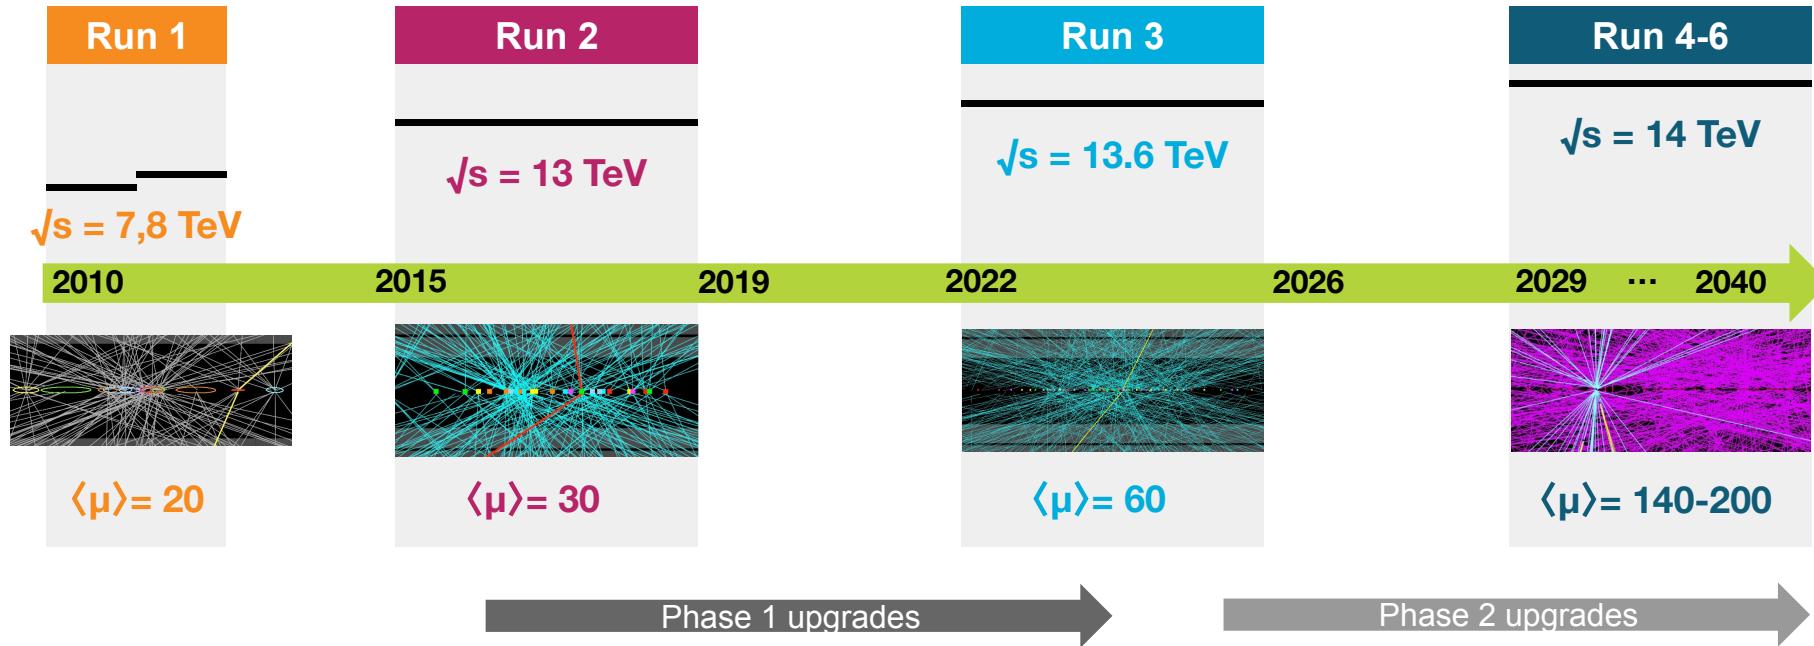 Run 1
Run 2
Run 3
Run 4-6
√s = 7,8 TeV
√s = 13 TeV
√s = 13.6 TeV
√s = 14 TeV
2010
2015
2019
2022
2026
2029
...
2040
⟨μ⟩= 20
⟨μ⟩= 30
⟨μ⟩= 60
⟨μ⟩= 140-200
Phase 1 upgrades
Phase 2 upgrades